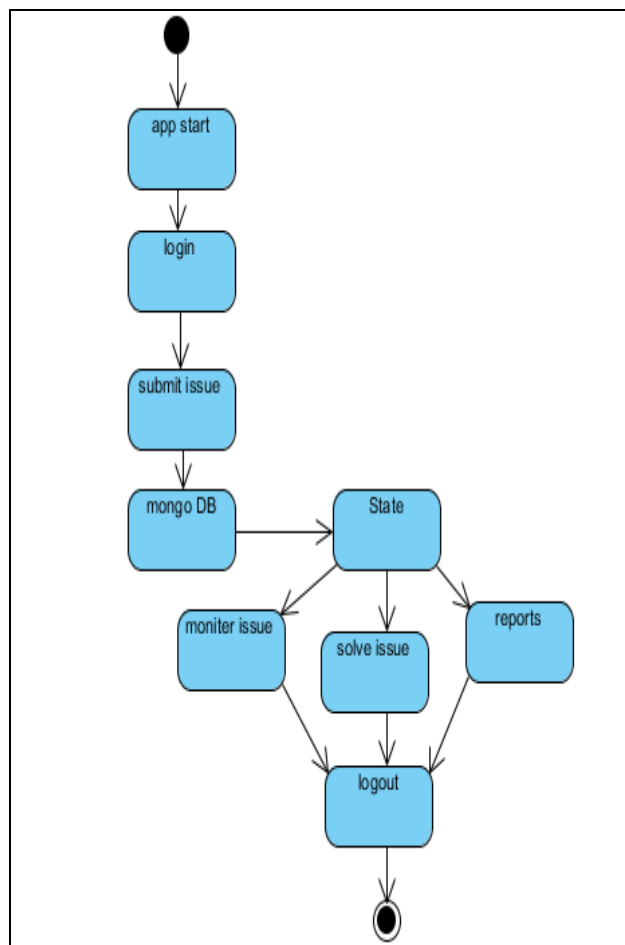 app start
login
submit issue
mongo DB
State
moniter issue
solve issue
reports
logout